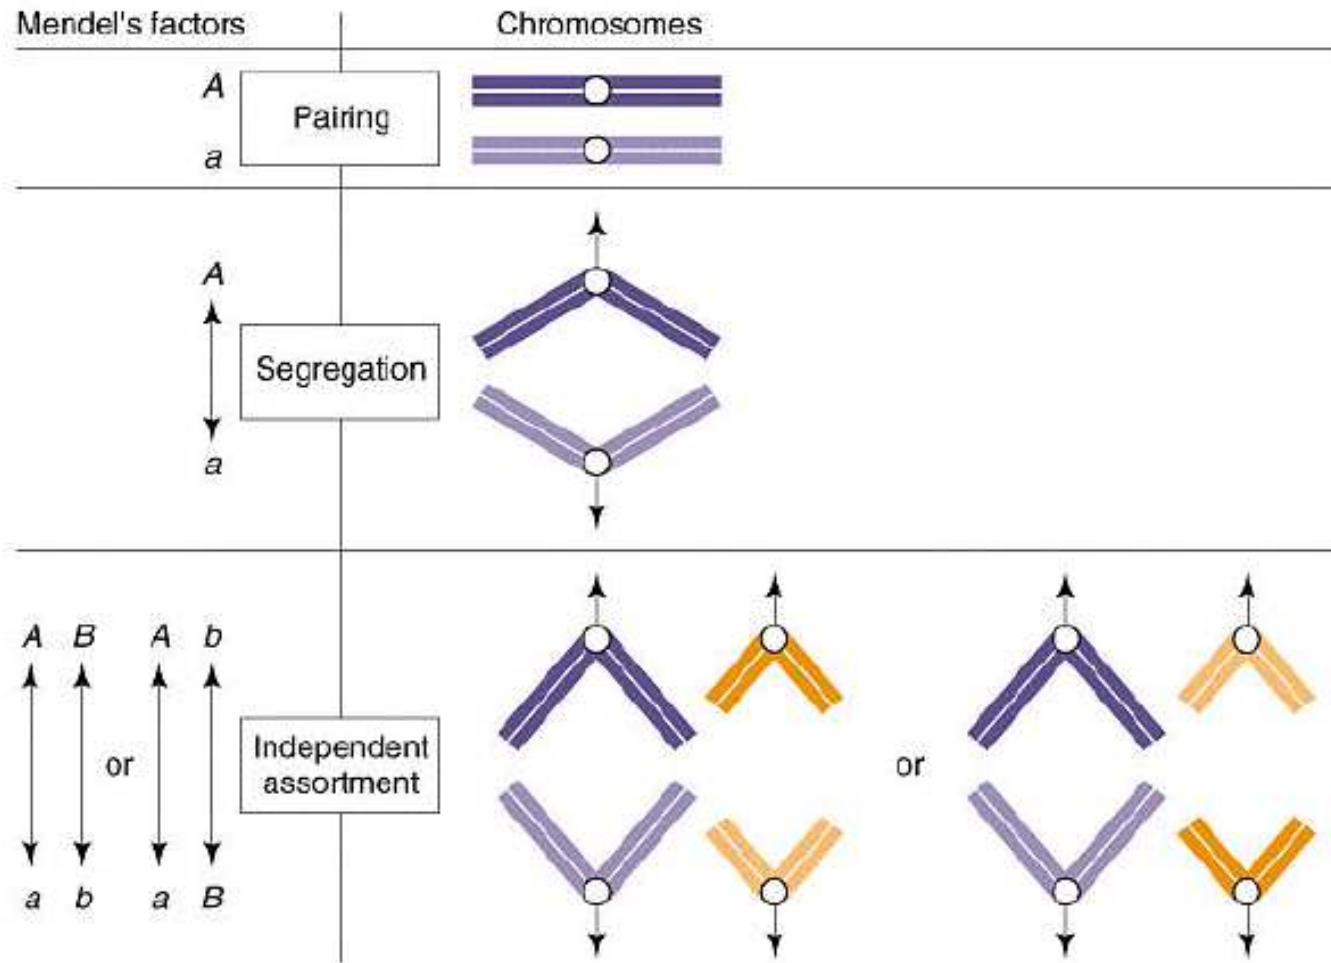 Mendel's factors Chromosomes
A
Pairing
a
A
Segregation
a
A B A b
or
Independent
assortment
or
a b a B